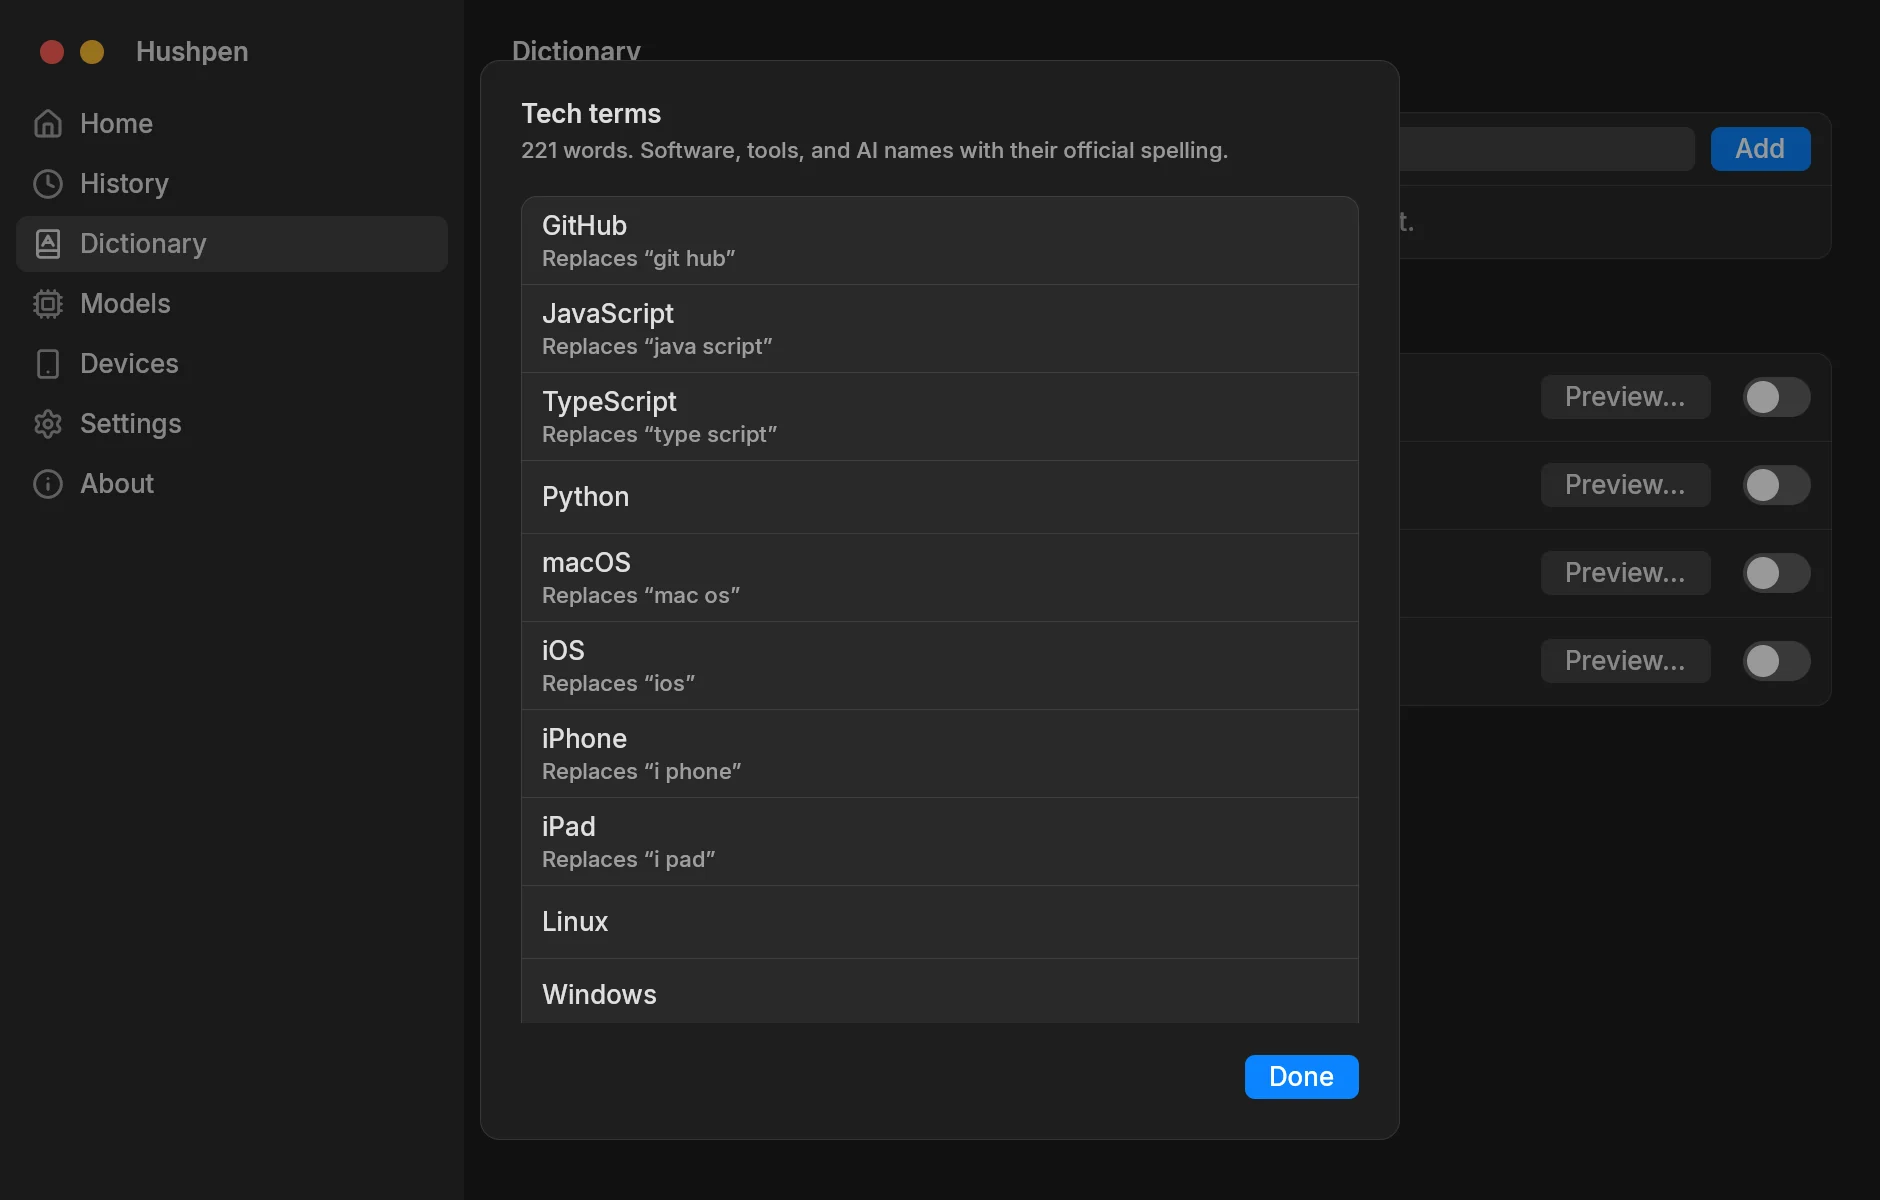 Hushpen
Home
History
Dictionary
Models
Devices
Settings
About
Dictionary
Add
t.
Preview...
Preview...
Preview...
Preview...
Tech terms
221 words. Software, tools, and AI names with their official spelling.
GitHub
Replaces “git hub”
JavaScript
Replaces “java script”
TypeScript
Replaces “type script”
Python
macOS
Replaces “mac os”
iOS
Replaces “ios”
iPhone
Replaces “i phone”
iPad
Replaces “i pad”
Linux
Windows
Done